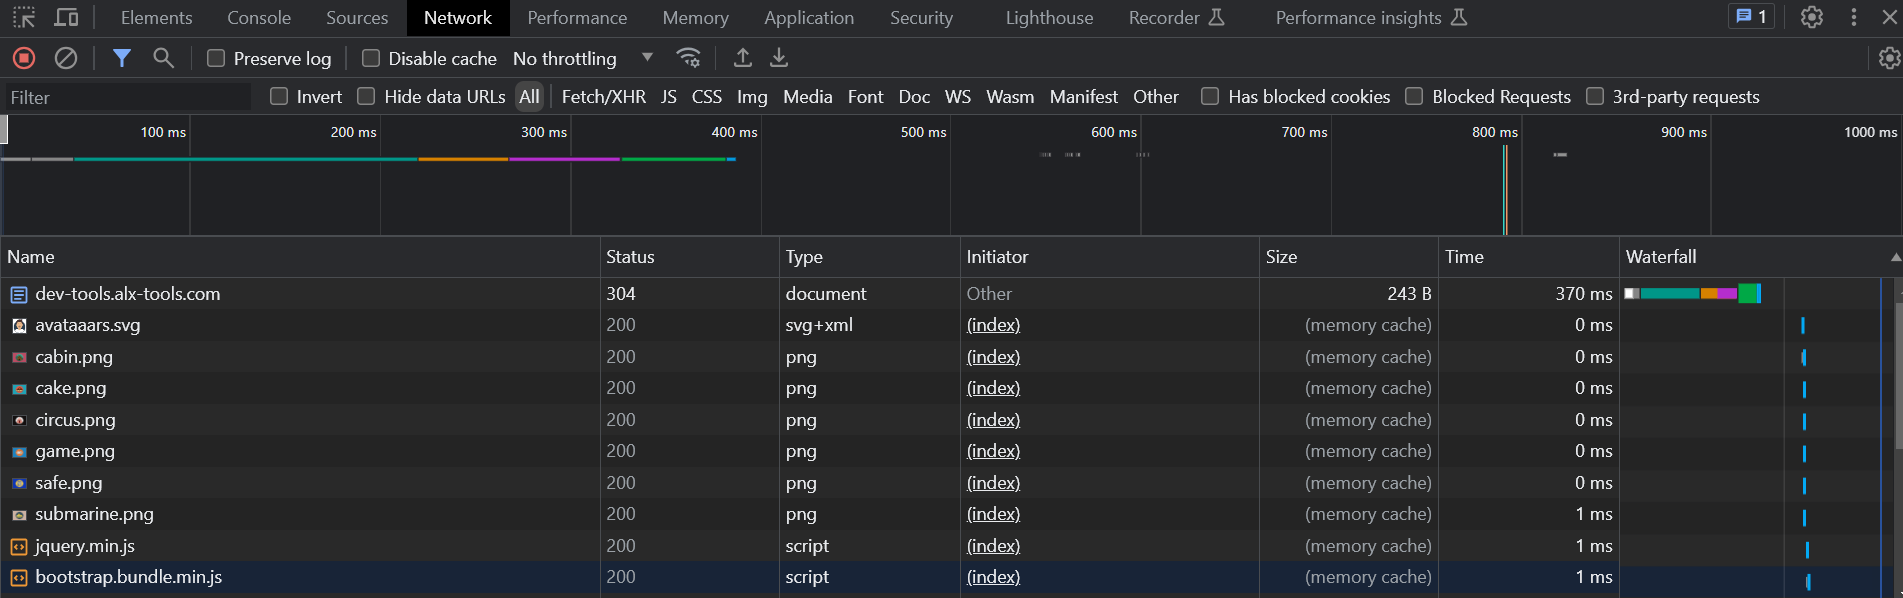 Elements Console Sources Network Performance Memory Application Security Lighthouse Recorder Performance insights 1
Preserve log Disable cache No throttling
Filter Invert Hide data URLs All Fetch/XHR JS CSS Img Media Font Doc WS Wasm Manifest Other Has blocked cookies Blocked Requests 3rd-party requests
100 ms 200 ms 300 ms 400 ms 500 ms 600 ms 700 ms 800 ms 900 ms 1000 ms
Name Status Type Initiator Size Time Waterfall
dev-tools.alx-tools.com 304 document Other 243 B 370 ms
avataaars.svg 200 svg+xml (index) (memory cache) 0 ms
cabin.png 200 png (index) (memory cache) 0 ms
cake.png 200 png (index) (memory cache) 0 ms
circus.png 200 png (index) (memory cache) 0 ms
game.png 200 png (index) (memory cache) 0 ms
safe.png 200 png (index) (memory cache) 0 ms
submarine.png 200 png (index) (memory cache) 1 ms
jquery.min.js 200 script (index) (memory cache) 1 ms
bootstrap.bundle.min.js 200 script (index) (memory cache) 1 ms